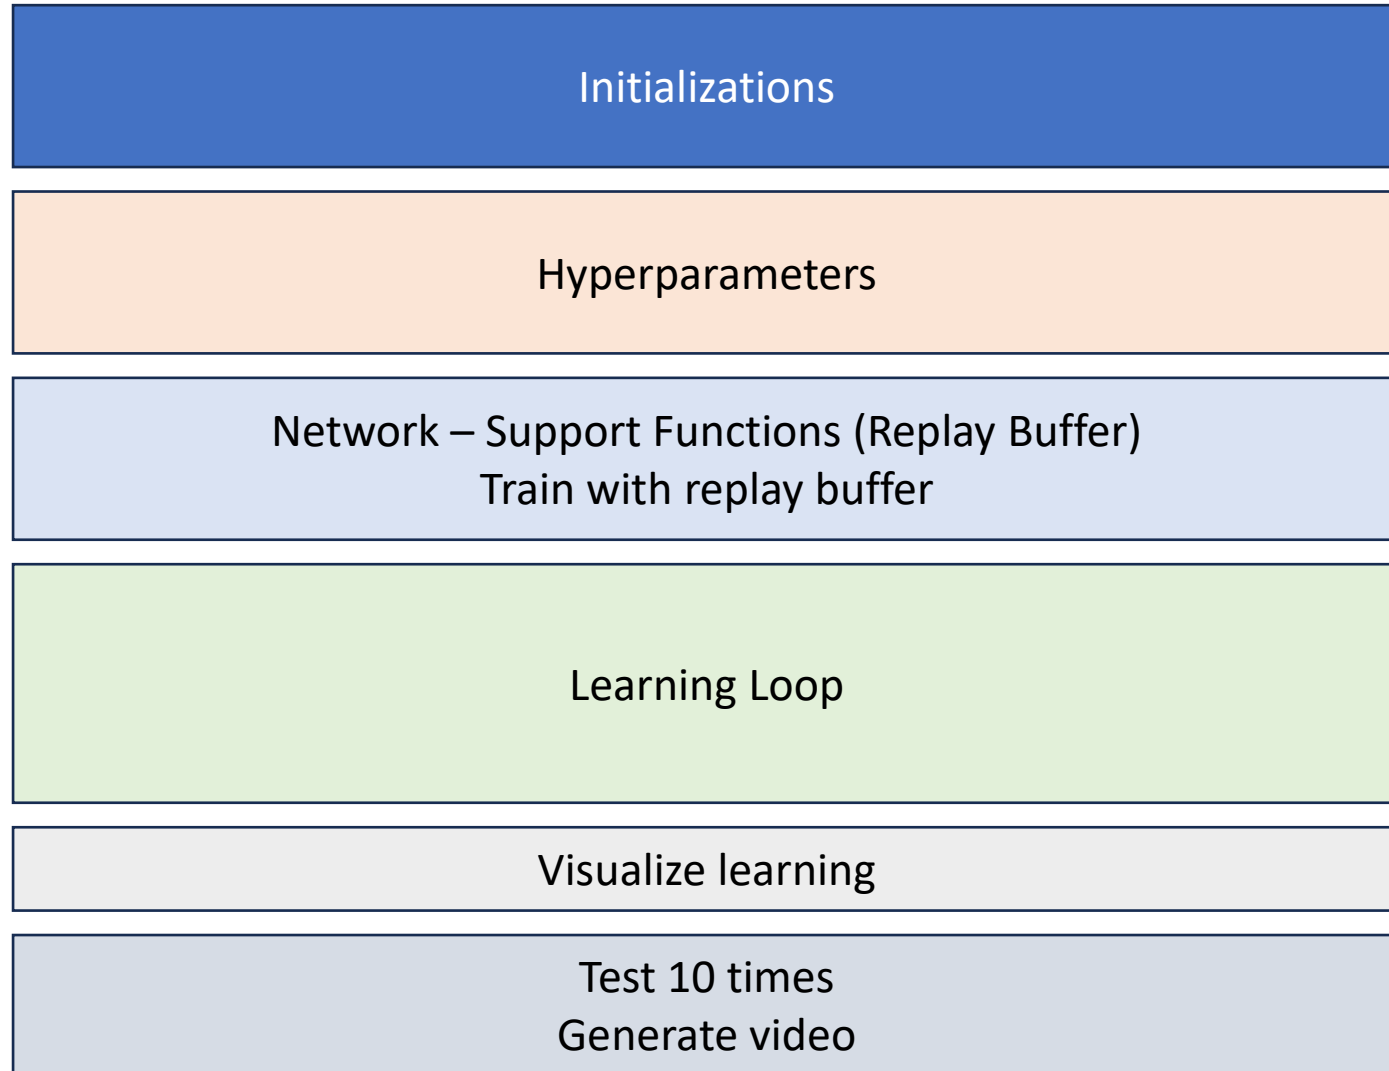 Initializations
Hyperparameters
Network – Support Functions (Replay Buffer)
Train with replay buffer
Learning Loop
Visualize learning
Test 10 times
Generate video